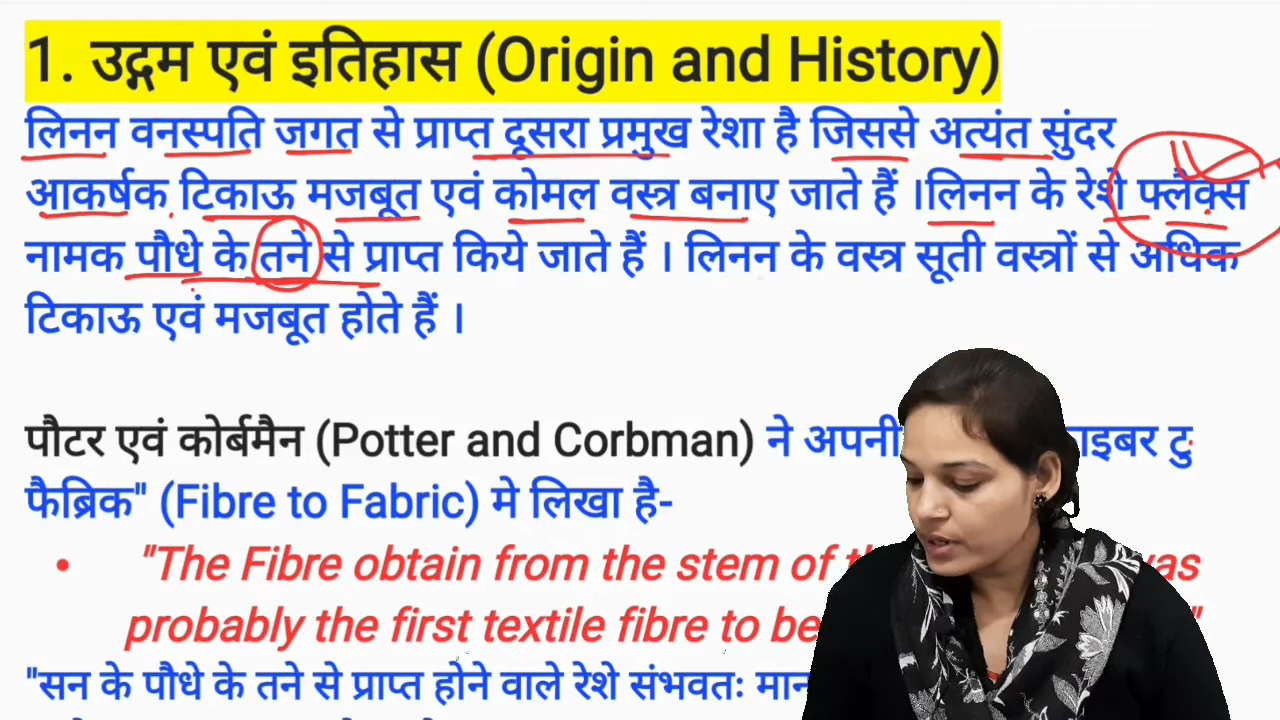 1. उद्गम एवं इतिहास (Origin and History)
लिनन वनस्पति जगत से प्राप्त दूसरा प्रमुख रेशा है जिससे अत्यंत सुंदर
आकर्षक टिकाऊ मजबूत एवं कोमल वस्त्र बनाए जाते हैं ।लिनन के रेशे फ्लैक्स
नामक पौधे के तने से प्राप्त किये जाते हैं । लिनन के वस्त्र सूती वस्त्रों से अधिक
टिकाऊ एवं मजबूत होते हैं ।
पौटर एवं कोर्बमैन (Potter and Corbman) ने अपनी टु
फैब्रिक" (Fibre to Fabric) मे लिखा है-
• "The Fibre obtain from the stem of
probably the first textile fibre to be
"सन के पौधे के तने से प्राप्त होने वाले रेशे संभवतः